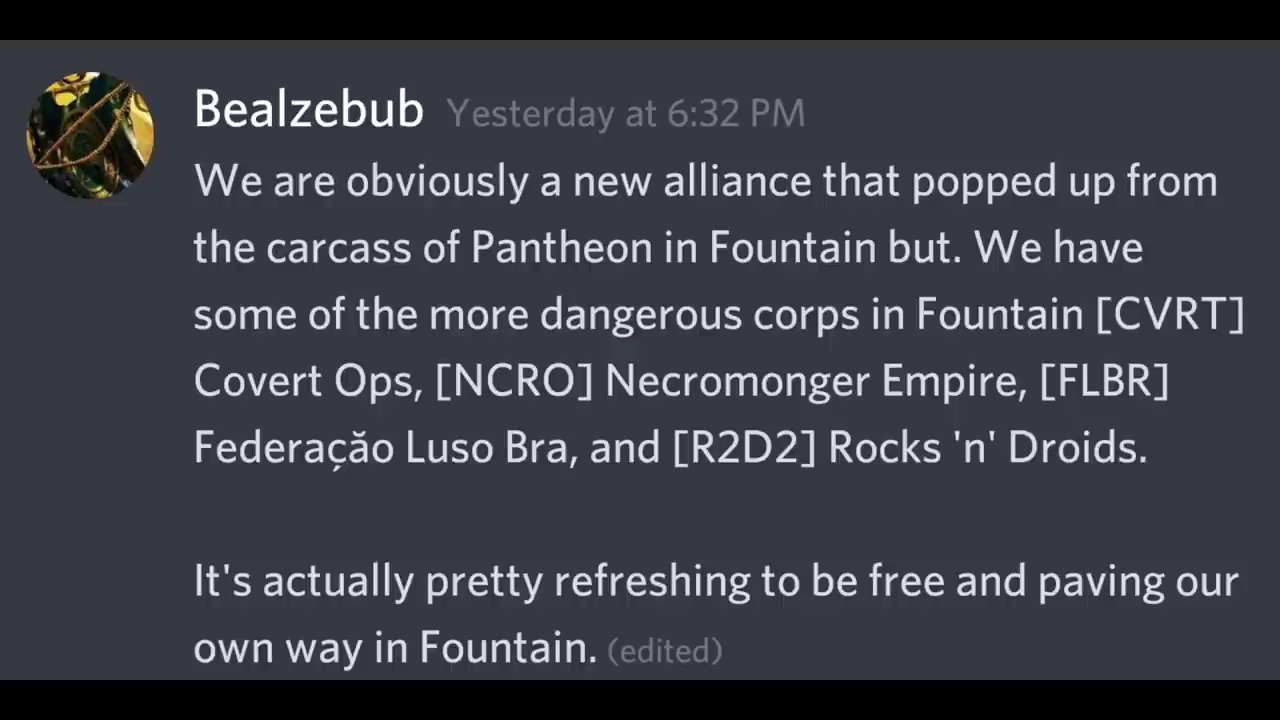 Bealzebub Yesterday at 6:32 PM
We are obviously a new alliance that popped up from
the carcass of Pantheon in Fountain but. We have
some of the more dangerous corps in Fountain [CVRT]
Covert Ops, [NCRO] Necromonger Empire, [FLBR]
Federaçăo Luso Bra, and [R2D2] Rocks 'n' Droids.
It's actually pretty refreshing to be free and paving our
own way in Fountain. (edited)